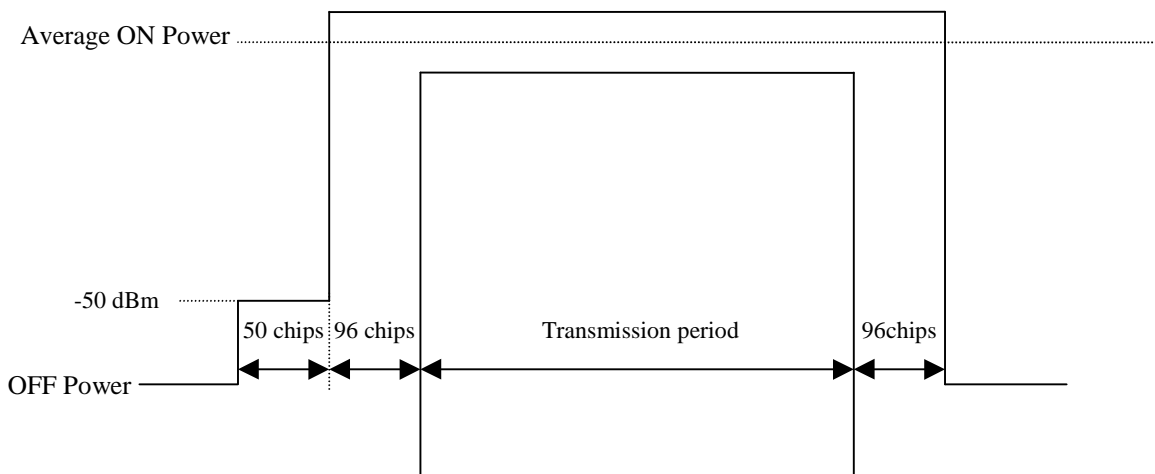 Average ON Power
-50 dBm
50 chips 96 chips Transmission period 96chips
OFF Power